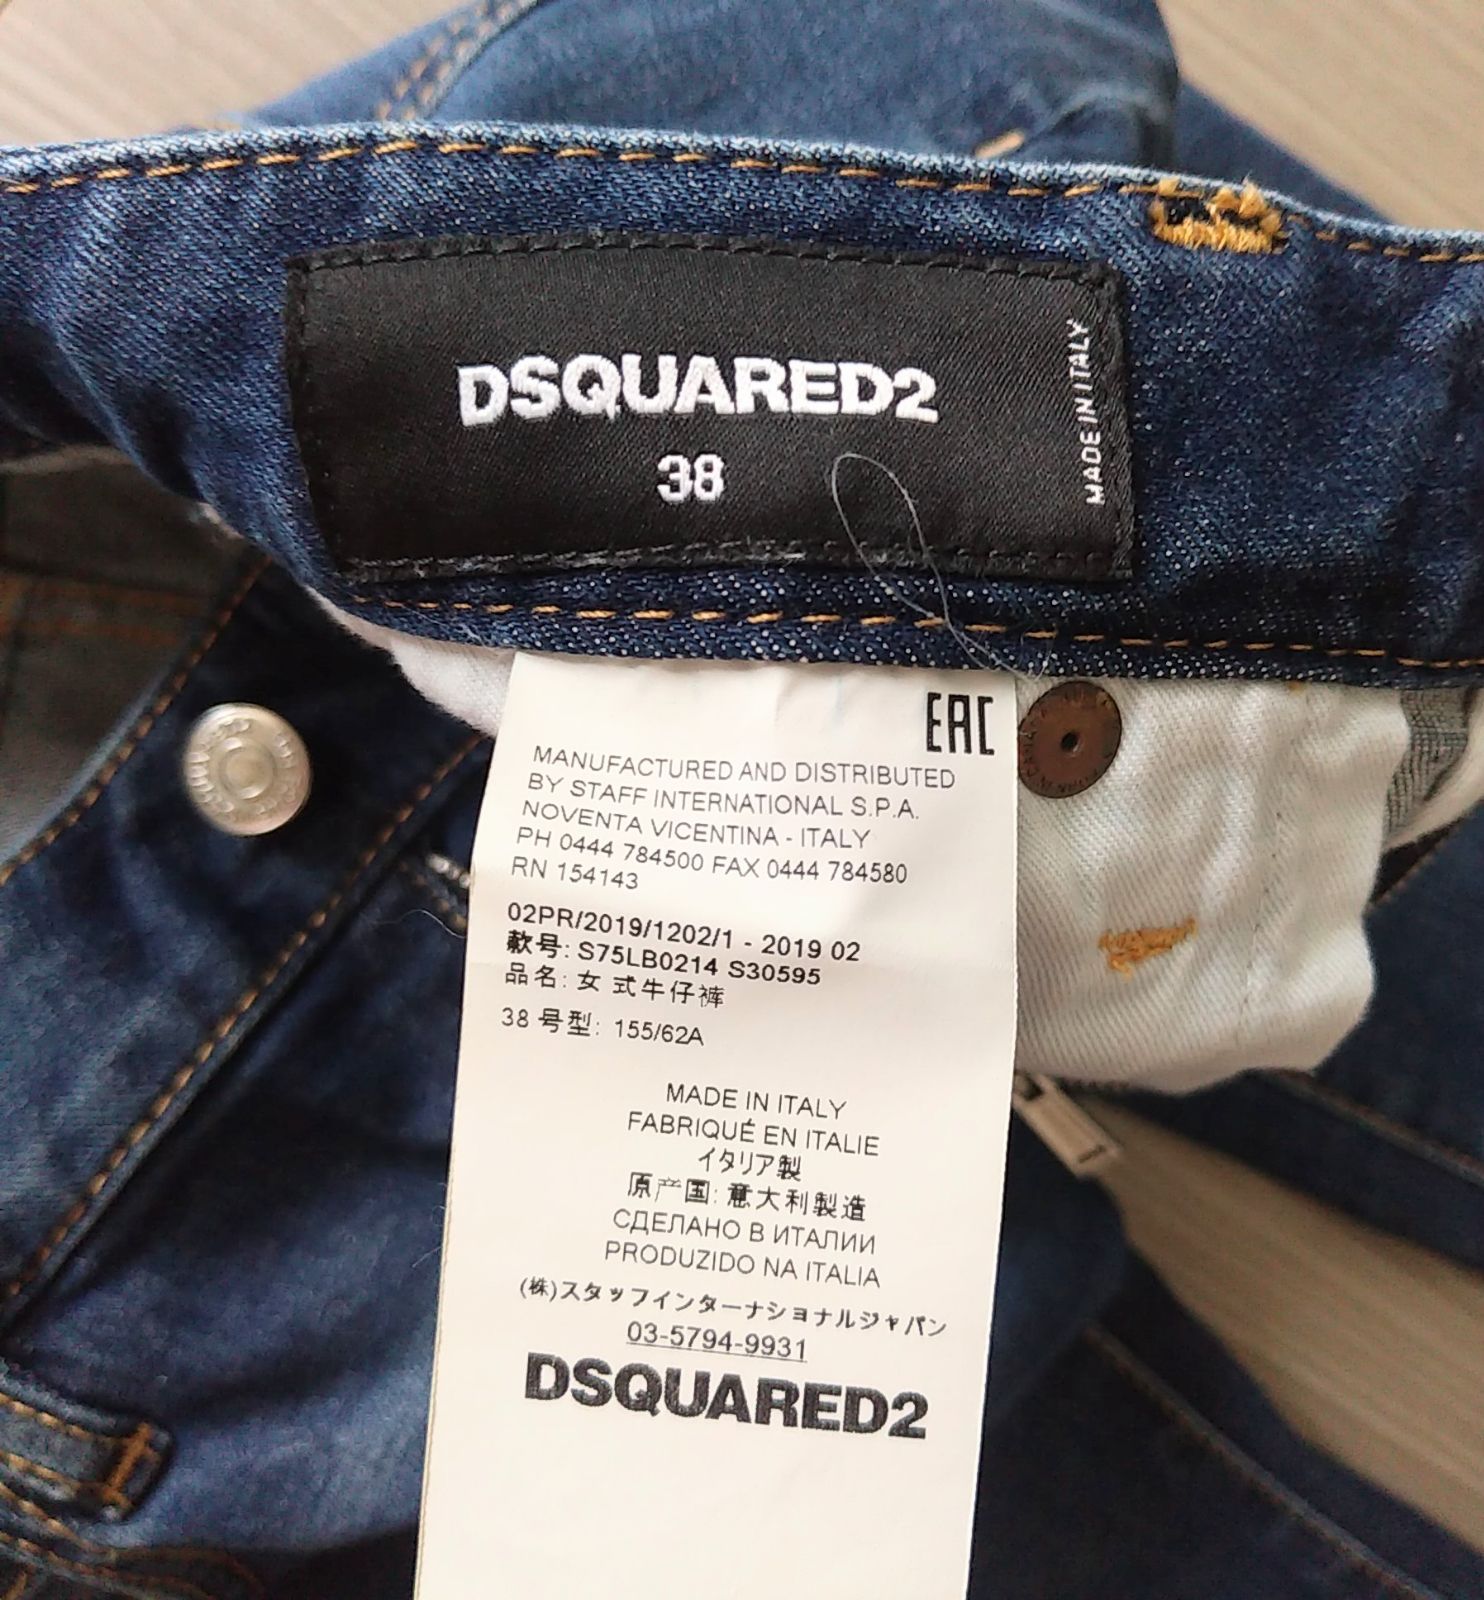 DSQUARED2
38
MADE IN ITALY
EAC
MANUFACTURED AND DISTRIBUTED
BY STAFF INTERNATIONAL S.P.A.
NOVENTA VICENTINA - ITALY
PH 0444 784500 FAX 0444 784580
RN 154143
02PR/2019/1202/1 - 2019 02
款号: S75LB0214 S30595
品名: 女 式牛仔裤
38 号型: 155/62A
MADE IN ITALY
FABRIQUÉ EN ITALIE
イタリア製
原产国: 意大利製造
СДЕЛАНО В ИТАЛИИ
PRODUZIDO NA ITALIA
(株)スタッフインターナショナルジャパン
03-5794-9931
DSQUARED2